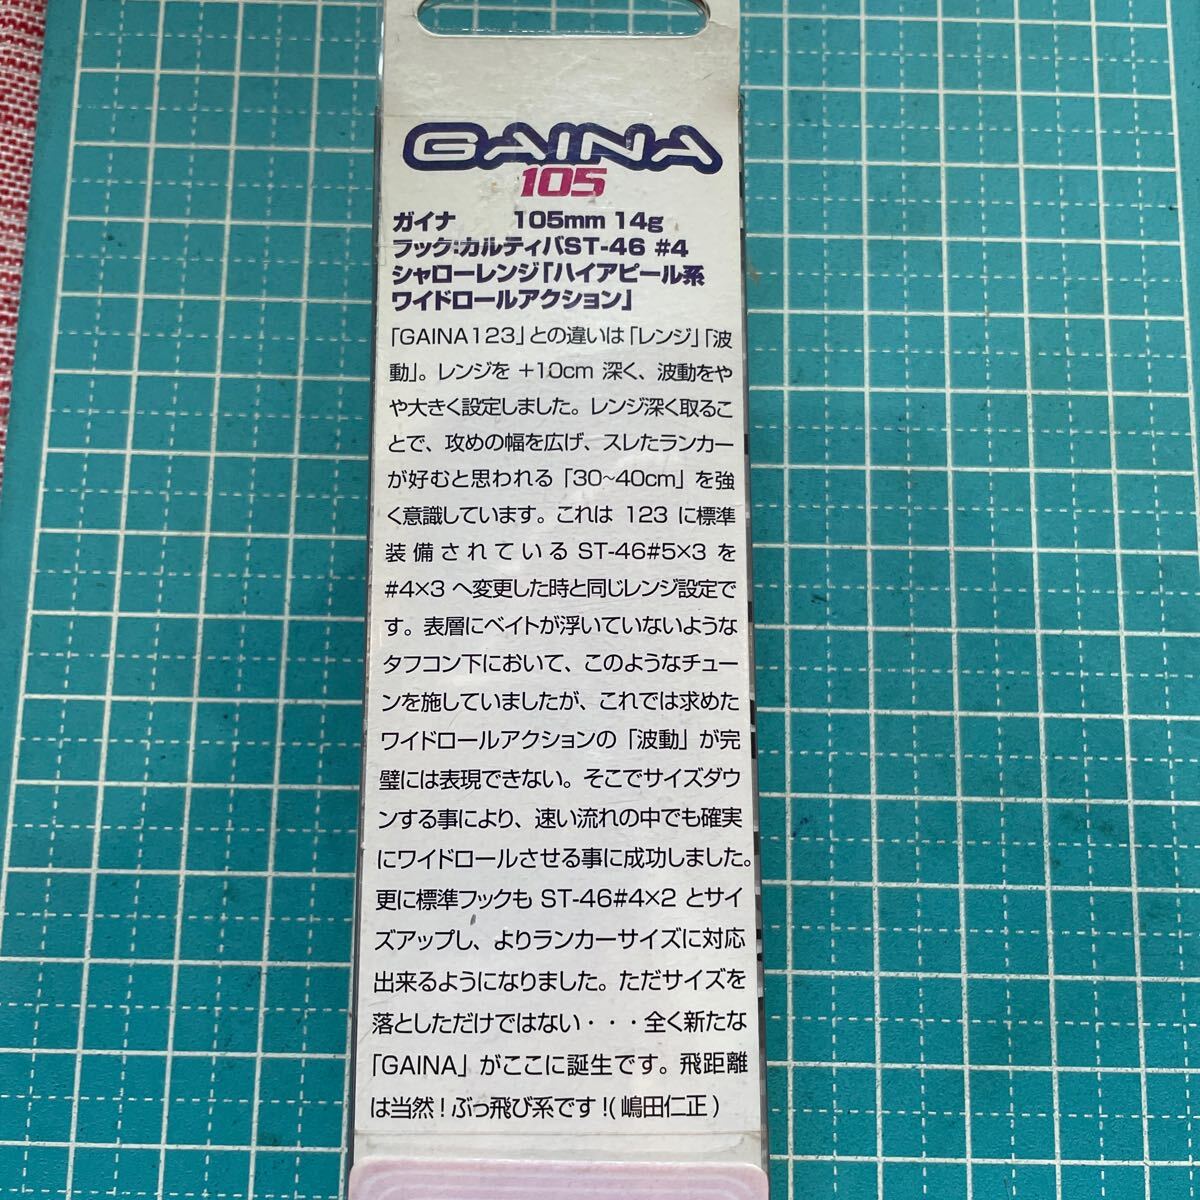 GAINA
105
ガイナ 105mm 14g
フック:カルティバST-46 #4
シャローレンジ「ハイアピール系
ワイドロールアクション」
「GAINA123」との違いは「レンジ」「波
動」。レンジを +10cm 深く、波動をや
や大きく設定しました。レンジ深く取るこ
とで、攻めの幅を広げ、スレたランカー
が好むと思われる「30~40cm」を強
く意識しています。これは 123 に標準
装備されている ST-46#5×3 を
#4×3 へ変更した時と同じレンジ設定で
す。表層にベイトが浮いていないような
タフコン下において、このようなチュー
ンを施していましたが、これでは求めた
ワイドロールアクションの「波動」が完
璧には表現できない。そこでサイズダウ
ンする事により、速い流れの中でも確実
にワイドロールさせる事に成功しました。
更に標準フックも ST-46#4×2 とサイ
ズアップし、よりランカーサイズに対応
出来るようになりました。ただサイズを
落としただけではない・・・全く新たな
「GAINA」がここに誕生です。飛距離
は当然！ぶっ飛び系です！(嶋田仁正)